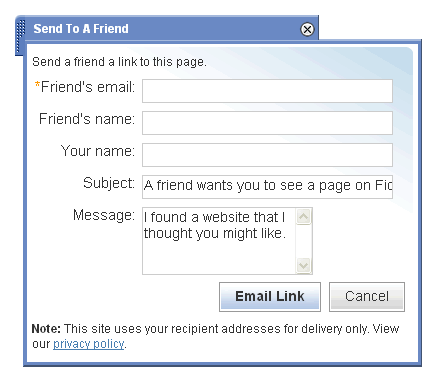 Send To A Friend
Send a friend a link to this page.
*Friend's email:
Friend's name:
Your name:
Subject: A friend wants you to see a page on
Message: I found a website that I
thought you might like.
Email Link Cancel
Note: This site uses your recipient addresses for delivery only. View
our privacy policy.